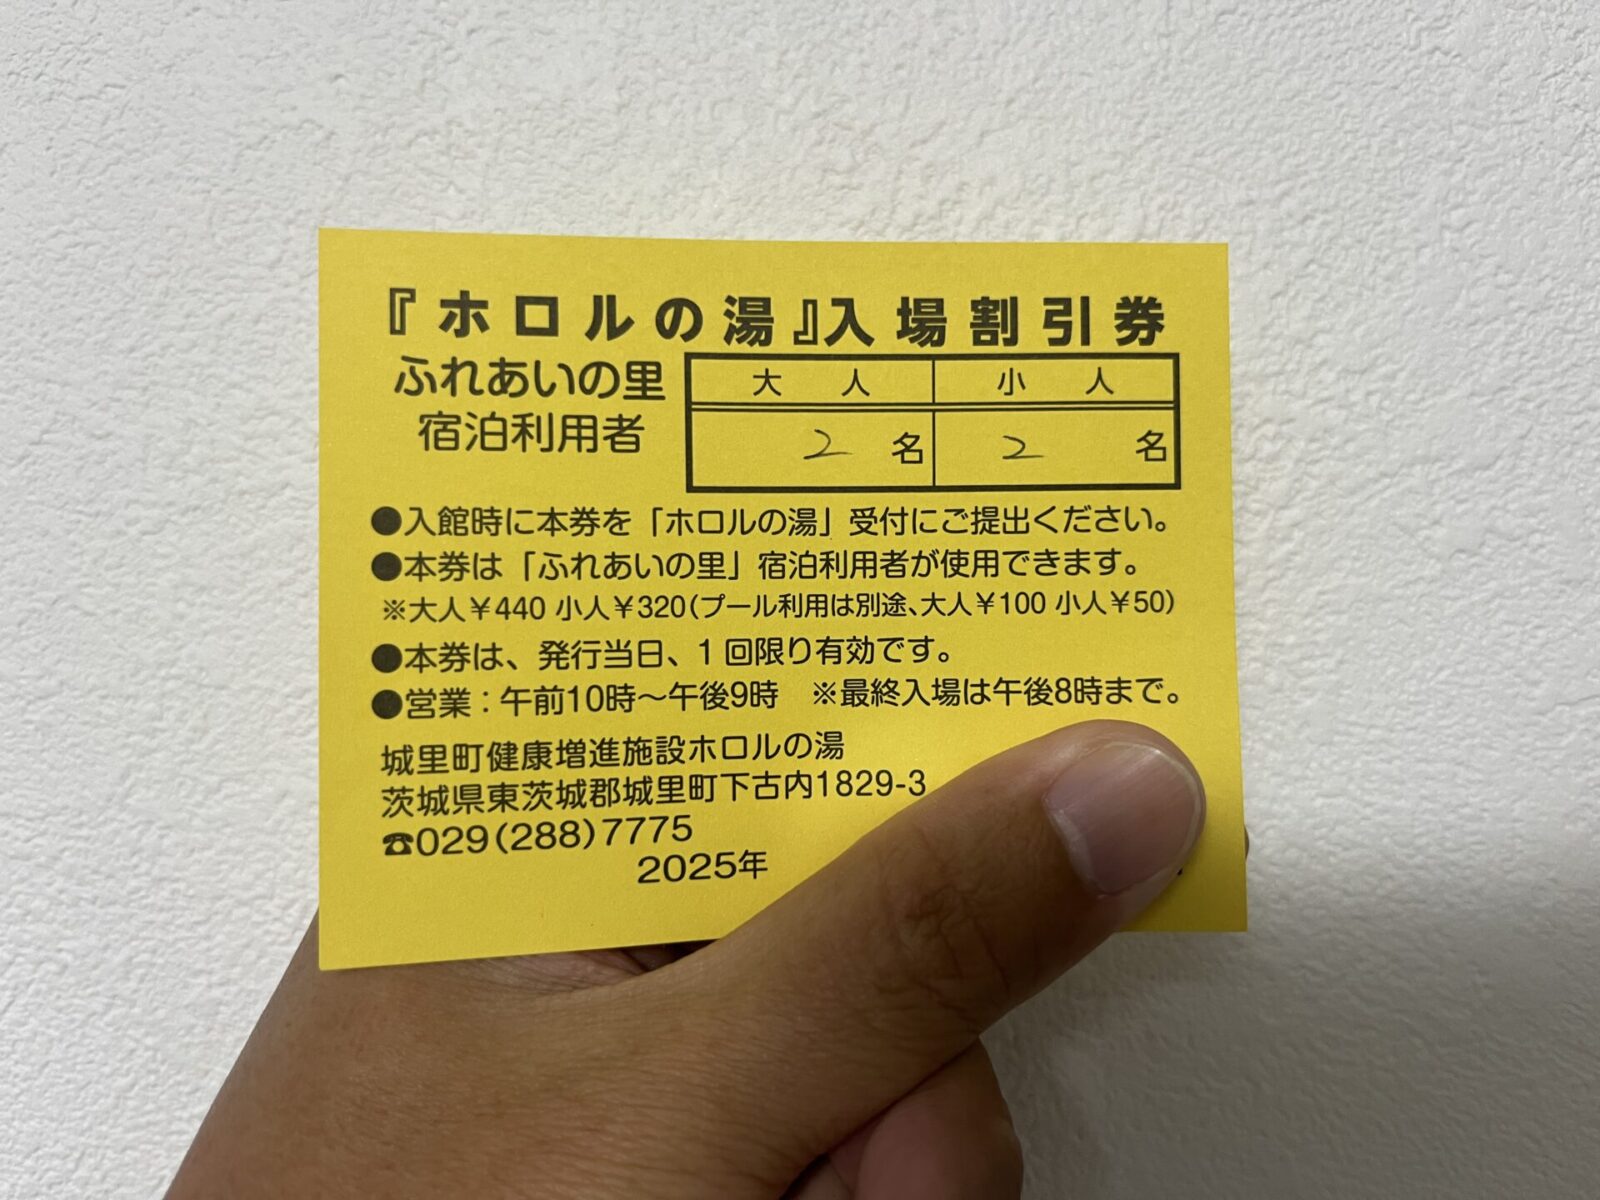 『ホロルの湯』入場割引券
ふれあいの里
宿泊利用者
大人 小人
2名 2名
●入館時に本券を「ホロルの湯」受付にご提出ください。
●本券は「ふれあいの里」宿泊利用者が使用できます。
※大人￥440 小人￥320(プール利用は別途、大人￥100 小人￥50)
●本券は、発行当日、1回限り有効です。
●営業：午前10時～午後9時 ※最終入場は午後8時まで。
城里町健康増進施設ホロルの湯
茨城県東茨城郡城里町下古内1829-3
☎029(288)7775
2025年